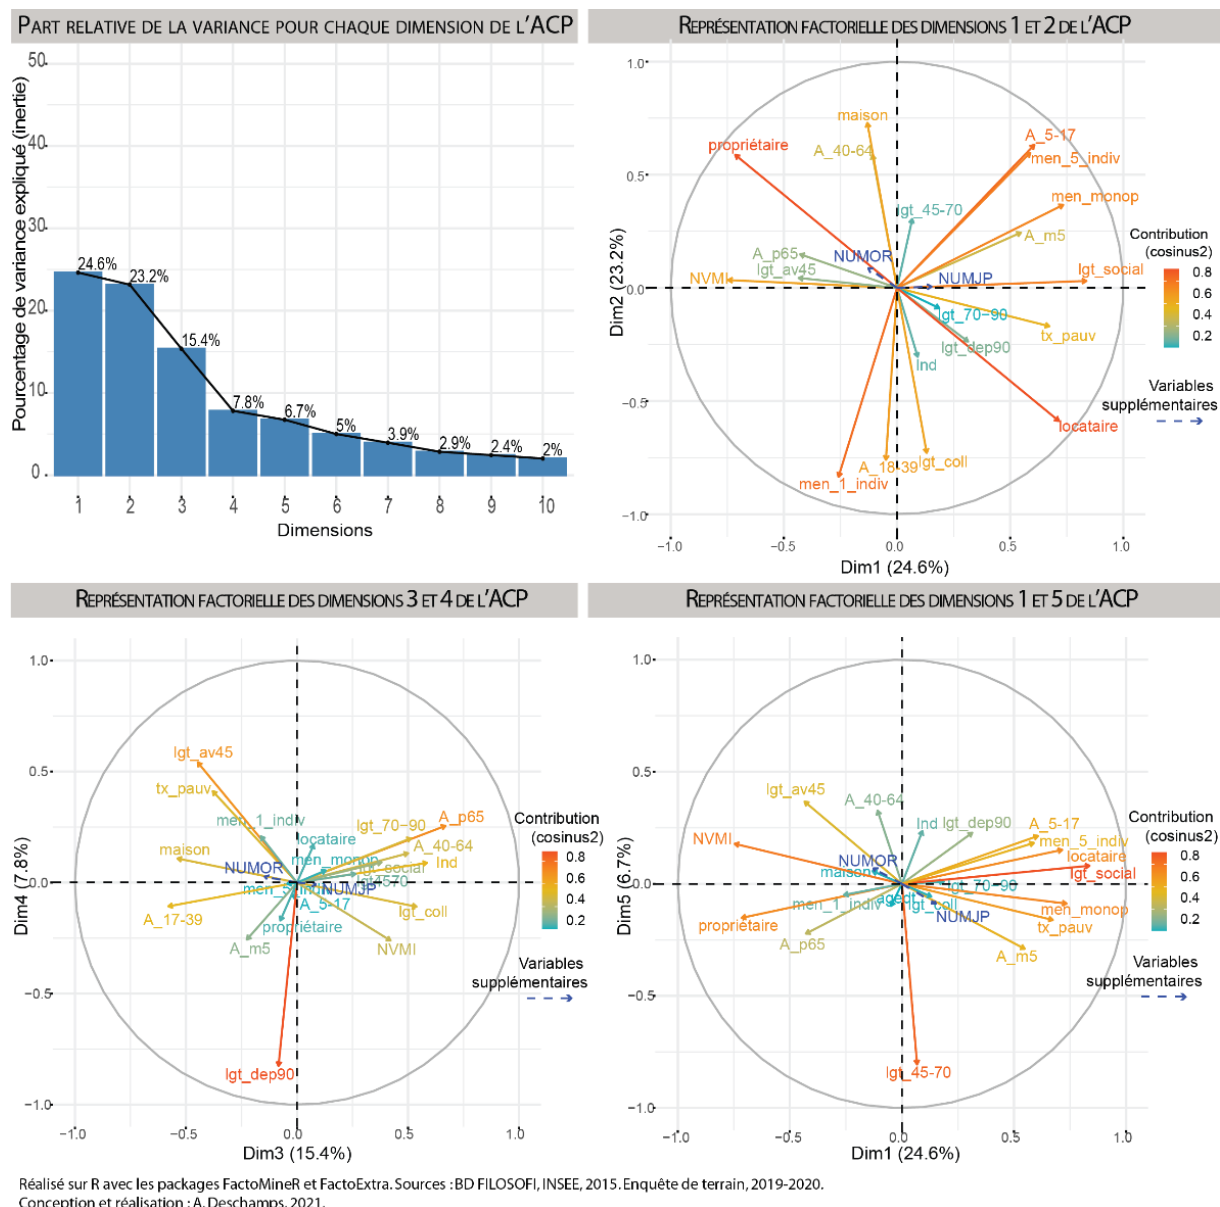 PART RELATIVE DE LA VARIANCE POUR CHAQUE DIMENSION DE L'ACP
Pourcentage de variance expliqué (inertie)
50
40
30
20
10
0
24.6%
23.2%
15.4%
7.8%
6.7%
5%
3.9%
2.9%
2.4%
2%
1 2 3 4 5 6 7 8 9 10
Dimensions
REPRÉSENTATION FACTORIELLE DES DIMENSIONS 1 ET 2 DE L'ACP
Dim2 (23.2%)
1.0
0.5
0.0
−0.5
−1.0
maison
propriétaire
A_40-64
A_5-17
men_5_indiv
men_monop
lgt_45-70
A_m5
A_p65
NUMOR
lgt_av45
NVMI
NUMJP
lgt_social
lgt_70−90
tx_pauv
lgt_dep90
Ind
locataire
A_18-39
lgt_coll
men_1_indiv
−1.0 −0.5 0.0 0.5 1.0
Dim1 (24.6%)
Contribution
(cosinus2)
0.8
0.6
0.4
0.2
Variables
supplémentaires
REPRÉSENTATION FACTORIELLE DES DIMENSIONS 3 ET 4 DE L'ACP
Dim4 (7.8%)
1.0
0.5
0.0
−0.5
−1.0
lgt_av45
tx_pauv
men_1_indiv
locataire
lgt_70−90
A_p65
maison
A_40-64
men_monop
Ind
NUMOR
NUMJP
A_5-17
A_17-39
lgt_coll
propriétaire
A_m5
NVMI
lgt_dep90
−1.0 −0.5 0.0 0.5 1.0
Dim3 (15.4%)
Contribution
(cosinus2)
0.8
0.6
0.4
0.2
Variables
supplémentaires
REPRÉSENTATION FACTORIELLE DES DIMENSIONS 1 ET 5 DE L'ACP
Dim5 (6.7%)
1.0
0.5
0.0
−0.5
−1.0
lgt_av45
A_40-64
Ind
lgt_dep90
A_5-17
NVMI
men_5_indiv
locataire
NUMOR
maison
lgt_social
lgt_70−90
men_1_indiv
lgt_coll
men_monop
NUMJP
propriétaire
tx_pauv
A_p65
A_m5
lgt_45-70
−1.0 −0.5 0.0 0.5 1.0
Dim1 (24.6%)
Contribution
(cosinus2)
0.8
0.6
0.4
0.2
Variables
supplémentaires
Réalisé sur R avec les packages FactoMineR et FactoExtra. Sources : BD FILOSOFI, INSEE, 2015. Enquête de terrain, 2019-2020.
Conception et réalisation : A. Deschamps, 2021.